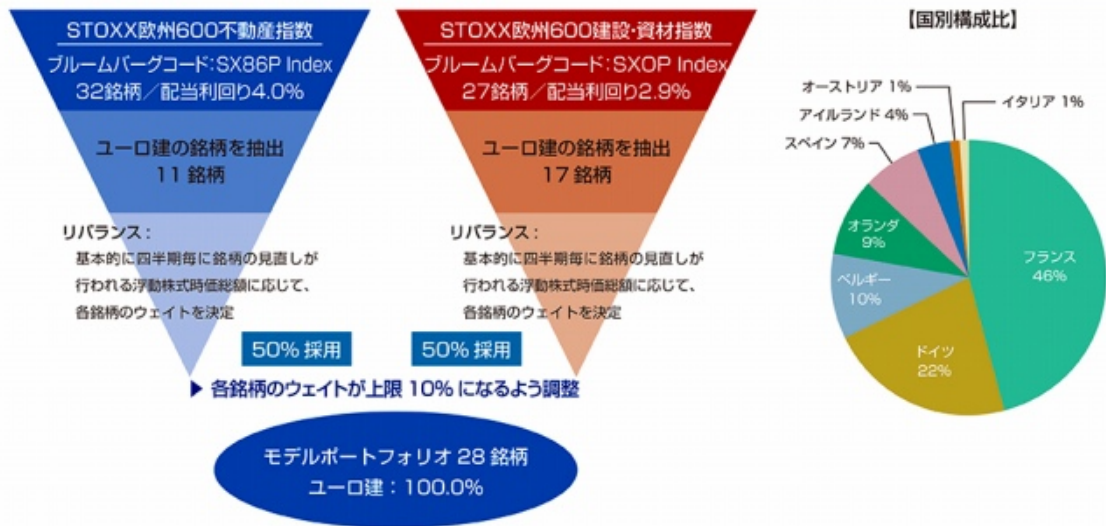 STOXX欧州600不動産指数
ブルームバーグコード:SX86P Index
32銘柄/配当利回り4.0%
ユーロ建の銘柄を抽出
11 銘柄
リバランス:
基本的に四半期毎に銘柄の見直しが
行われる浮動株式時価総額に応じて、
各銘柄のウェイトを決定
50% 採用
STOXX欧州600建設・資材指数
ブルームバーグコード:SXOP Index
27銘柄/配当利回り2.9%
ユーロ建の銘柄を抽出
17 銘柄
リバランス:
基本的に四半期毎に銘柄の見直しが
行われる浮動株式時価総額に応じて、
各銘柄のウェイトを決定
50% 採用
▶ 各銘柄のウェイトが上限 10% になるよう調整
モデルポートフォリオ 28 銘柄
ユーロ建:100.0%
【国別構成比】
オーストリア 1%
イタリア 1%
アイルランド 4%
スペイン 7%
オランダ
9%
ベルギー
10%
ドイツ
22%
フランス
46%